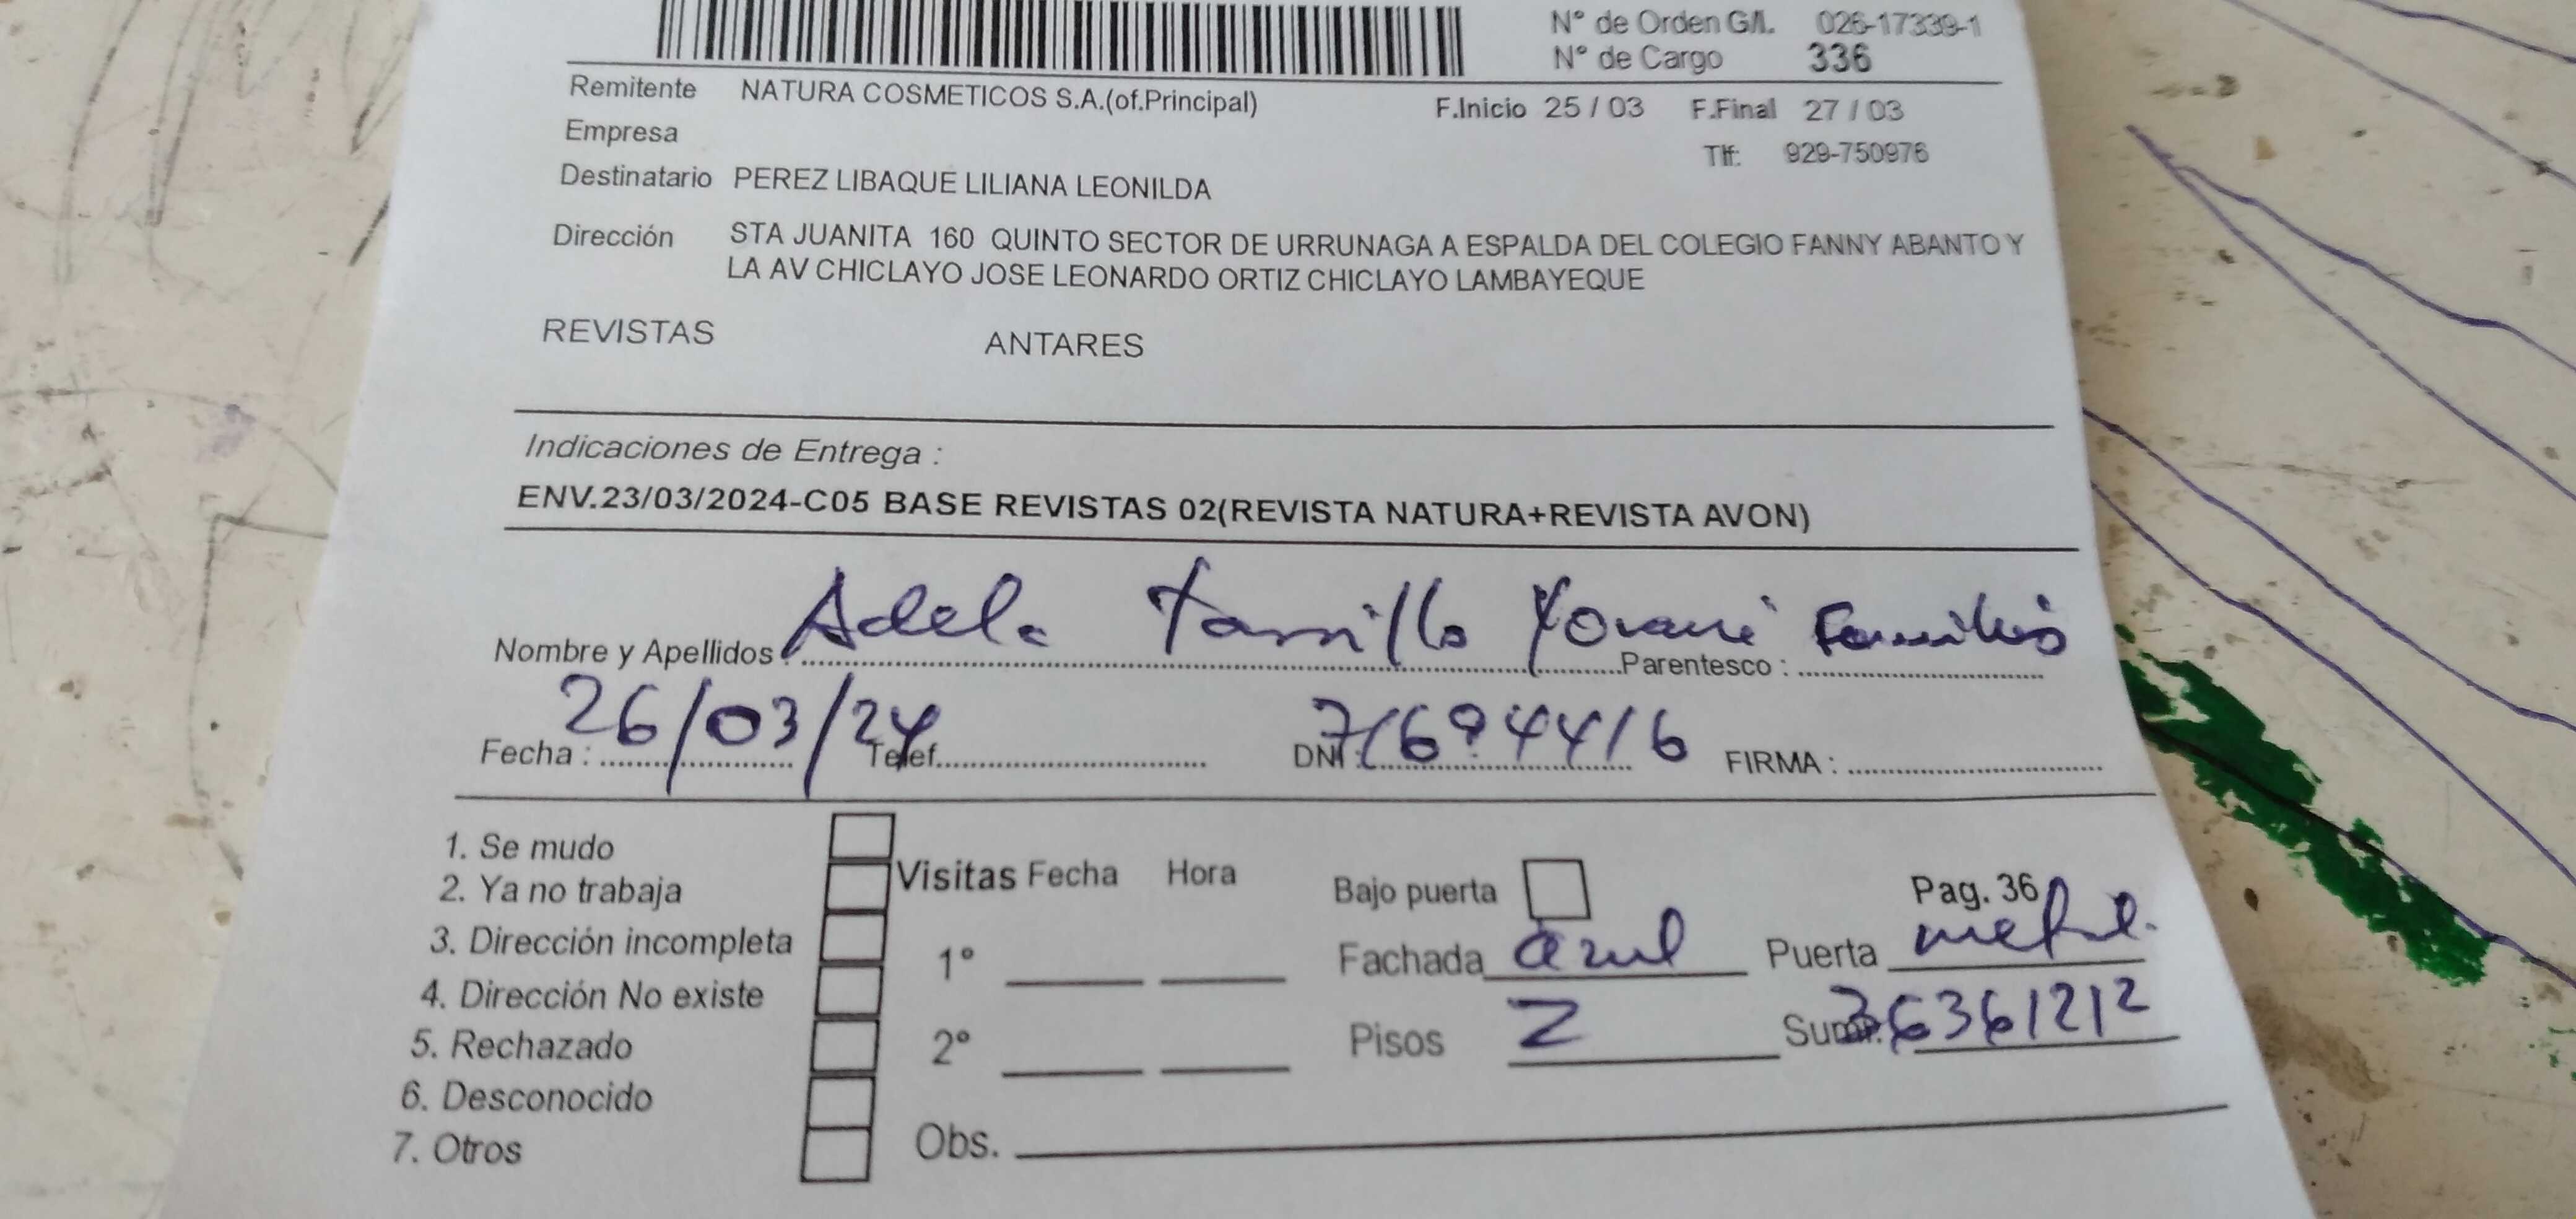 N° de Orden G/I. 026-17339-1
N° de Cargo 336
Remitente NATURA COSMETICOS S.A.(of.Principal) F.Inicio 25 / 03 F.Final 27 / 03
Empresa Tlf: 929-750976
Destinatario PEREZ LIBAQUE LILIANA LEONILDA
Dirección STA JUANITA 160 QUINTO SECTOR DE URRUNAGA A ESPALDA DEL COLEGIO FANNY ABANTO Y
LA AV CHICLAYO JOSE LEONARDO ORTIZ CHICLAYO LAMBAYEQUE
REVISTAS ANTARES
Indicaciones de Entrega :
ENV.23/03/2024-C05 BASE REVISTAS 02(REVISTA NATURA+REVISTA AVON)
Nombre y Apellidos : Adela Parentesco :
Fecha : 26/03/24 Telef. DNI : FIRMA :
1. Se mudo
2. Ya no trabaja
3. Dirección incompleta
4. Dirección No existe
5. Rechazado
6. Desconocido
7. Otros
Visitas Fecha Hora
1°
2°
Obs.
Bajo puerta Pag. 36
Fachada azul Puerta
Pisos 2 36361212